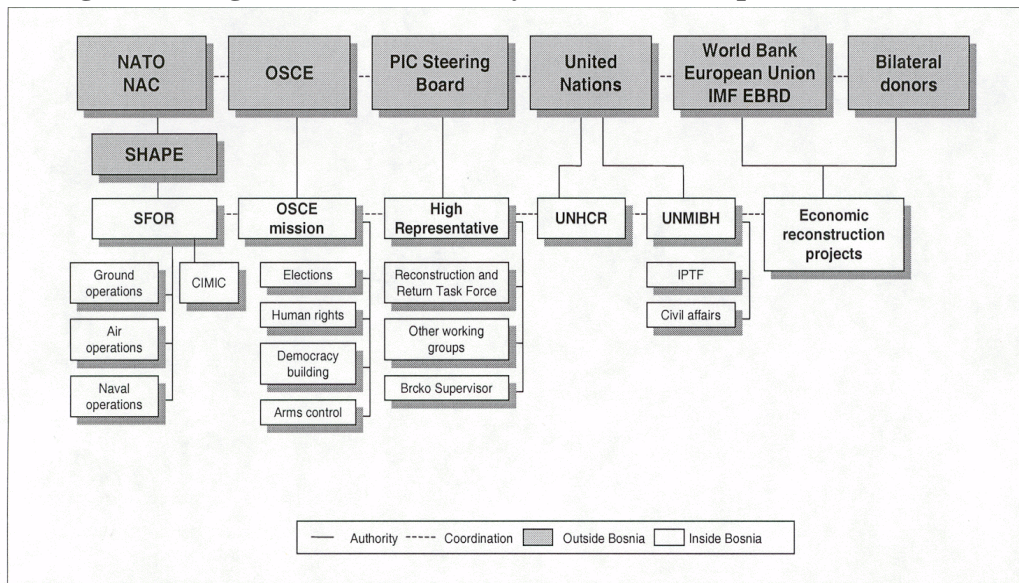 NATO
NAC
OSCE
PIC Steering
Board
United
Nations
World Bank
European Union
IMF EBRD
Bilateral
donors
SHAPE
SFOR
OSCE
mission
High
Representative
UNHCR
UNMIBH
Economic
reconstruction
projects
Ground
operations
CIMIC
Air
operations
Naval
operations
Elections
Human rights
Democracy
building
Arms control
Reconstruction and
Return Task Force
Other working
groups
Brcko Supervisor
IPTF
Civil affairs
Authority
Coordination
Outside Bosnia
Inside Bosnia